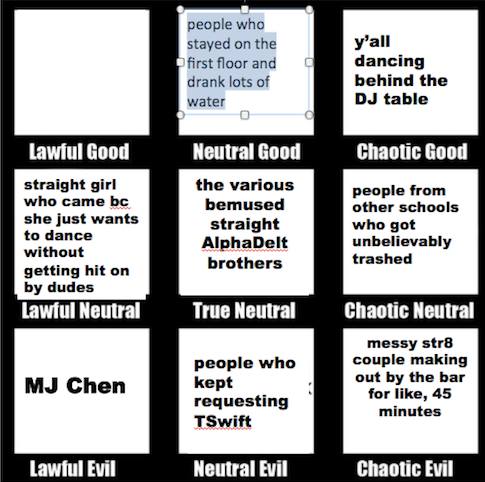 people who
stayed on the
first floor and
drank lots of
water
y'all
dancing
behind the
DJ table
Lawful Good
Neutral Good
Chaotic Good
straight girl
who came bc
she just wants
to dance
without
getting hit on
by dudes
the various
bemused
straight
AlphaDelt
brothers
people from
other schools
who got
unbelievably
trashed
Lawful Neutral
True Neutral
Chaotic Neutral
MJ Chen
people who
kept
requesting
TSwift
messy str8
couple making
out by the bar
for like, 45
minutes
Lawful Evil
Neutral Evil
Chaotic Evil